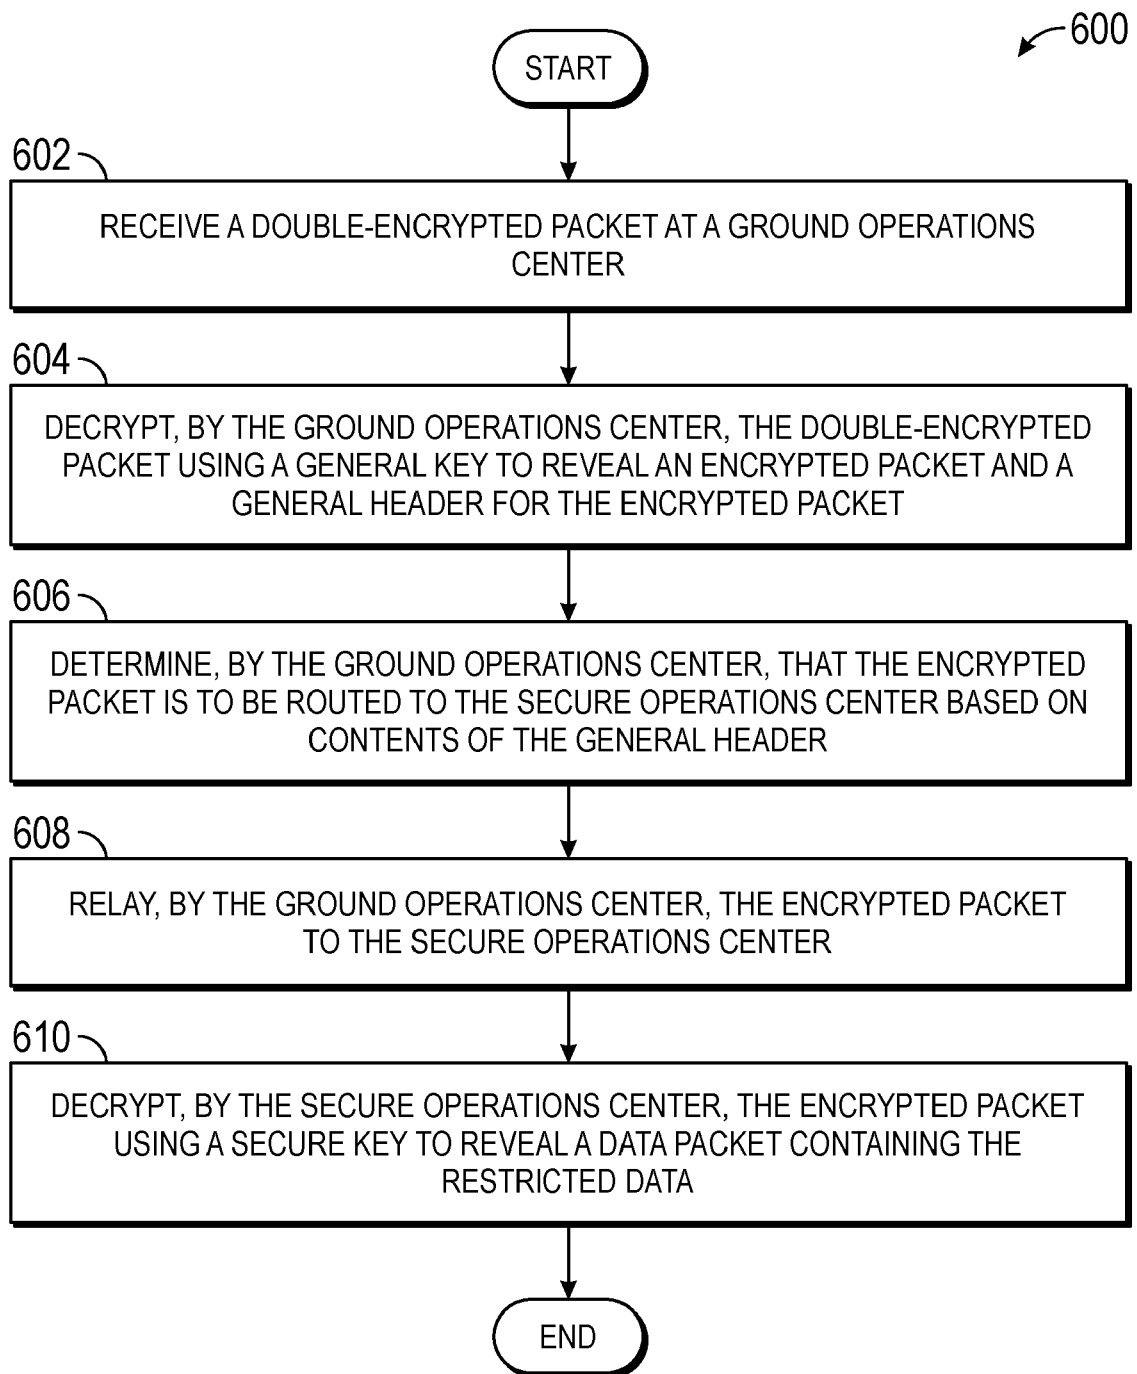 600
START
602
RECEIVE A DOUBLE-ENCRYPTED PACKET AT A GROUND OPERATIONS
CENTER
604
DECRYPT, BY THE GROUND OPERATIONS CENTER, THE DOUBLE-ENCRYPTED
PACKET USING A GENERAL KEY TO REVEAL AN ENCRYPTED PACKET AND A
GENERAL HEADER FOR THE ENCRYPTED PACKET
606
DETERMINE, BY THE GROUND OPERATIONS CENTER, THAT THE ENCRYPTED
PACKET IS TO BE ROUTED TO THE SECURE OPERATIONS CENTER BASED ON
CONTENTS OF THE GENERAL HEADER
608
RELAY, BY THE GROUND OPERATIONS CENTER, THE ENCRYPTED PACKET
TO THE SECURE OPERATIONS CENTER
610
DECRYPT, BY THE SECURE OPERATIONS CENTER, THE ENCRYPTED PACKET
USING A SECURE KEY TO REVEAL A DATA PACKET CONTAINING THE
RESTRICTED DATA
END